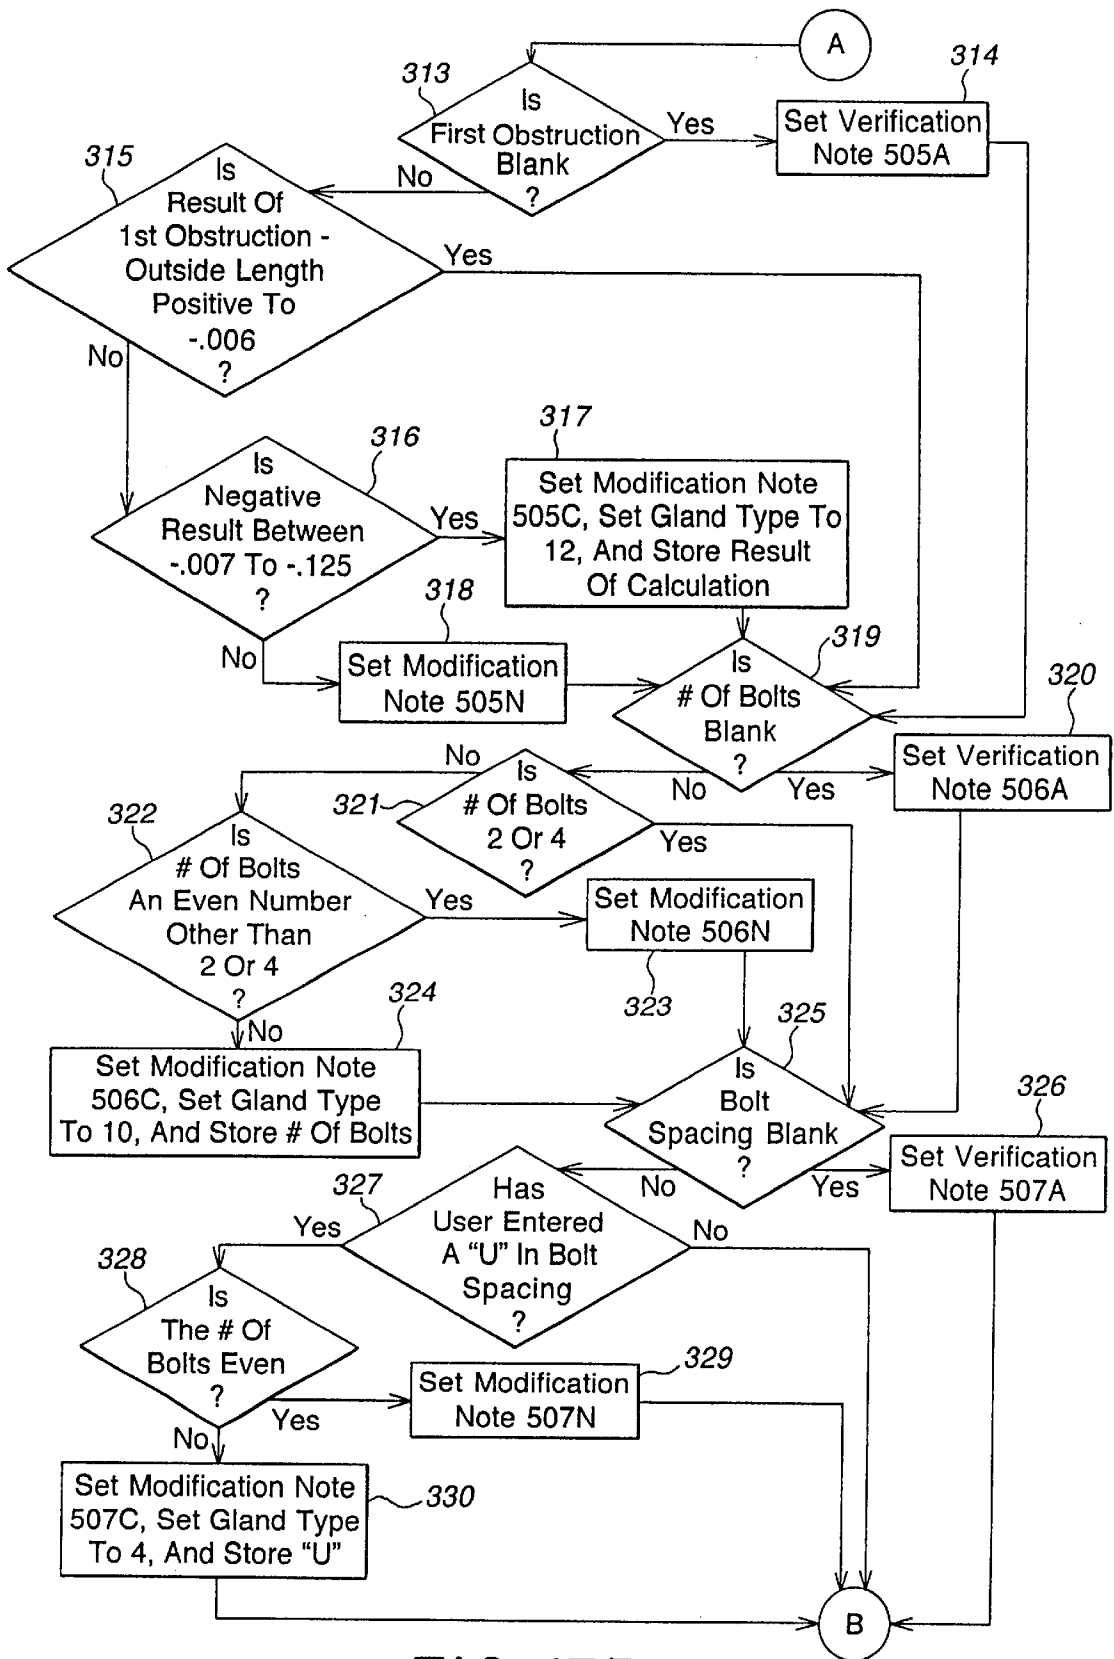 A
313
Is
First Obstruction
Blank
?
Yes
No
314
Set Verification
Note 505A
315
Is
Result Of
1st Obstruction -
Outside Length
Positive To
-.006
?
Yes
No
316
Is
Negative
Result Between
-.007 To -.125
?
Yes
No
317
Set Modification Note
505C, Set Gland Type To
12, And Store Result
Of Calculation
318
Set Modification
Note 505N
319
Is
# Of Bolts
Blank
?
No
Yes
320
Set Verification
Note 506A
321
Is
# Of Bolts
2 Or 4
?
No
Yes
322
Is
# Of Bolts
An Even Number
Other Than
2 Or 4
?
Yes
No
Set Modification
Note 506N
323
324
Set Modification Note
506C, Set Gland Type
To 10, And Store # Of Bolts
325
Is
Bolt
Spacing Blank
?
No
Yes
326
Set Verification
Note 507A
327
Has
User Entered
A “U” In Bolt
Spacing
?
Yes
No
328
Is
The # Of
Bolts Even
?
Yes
No
329
Set Modification
Note 507N
330
Set Modification Note
507C, Set Gland Type
To 4, And Store “U”
B